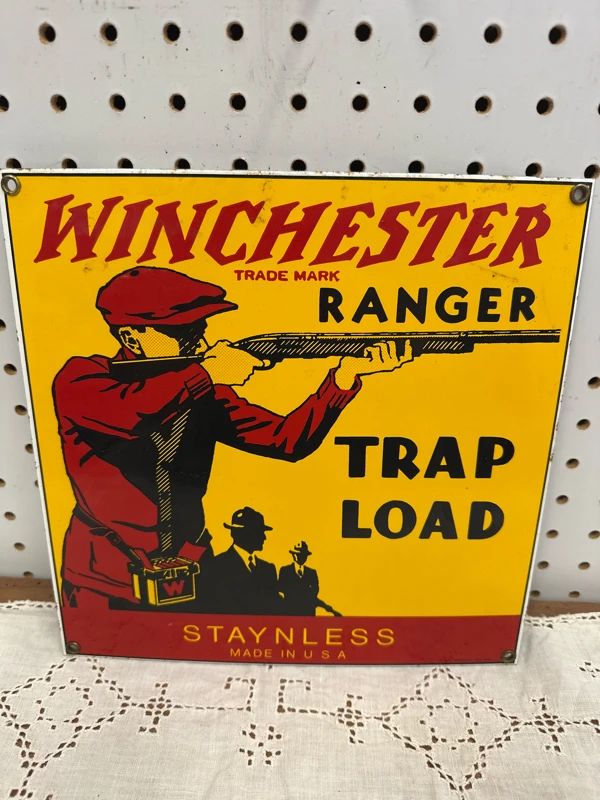 WINCHESTER
TRADE MARK
RANGER
TRAP
LOAD
W
STAYNLESS
MADE IN U S A